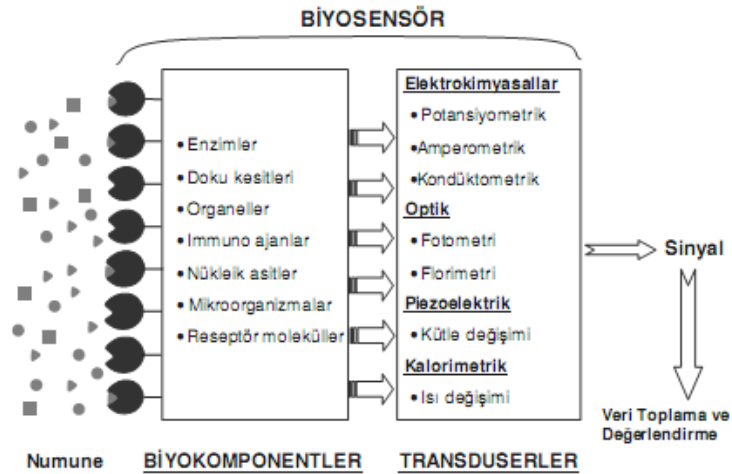 BİYOSENSÖR
• Enzimler
• Doku kesitleri
• Organeller
• Immuno ajanlar
• Nükleik asitler
• Mikroorganizmalar
• Reseptör moleküller
Elektrokimyasallar
• Potansiyometrik
• Amperometrik
• Kondüktometrik
Optik
• Fotometri
• Florimetri
Piezoelektrik
• Kütle değişimi
Kalorimetrik
• Isı değişimi
Sinyal
Veri Toplama ve
Değerlendirme
Numune
BİYOKOMPONENTLER
TRANSDUSERLER